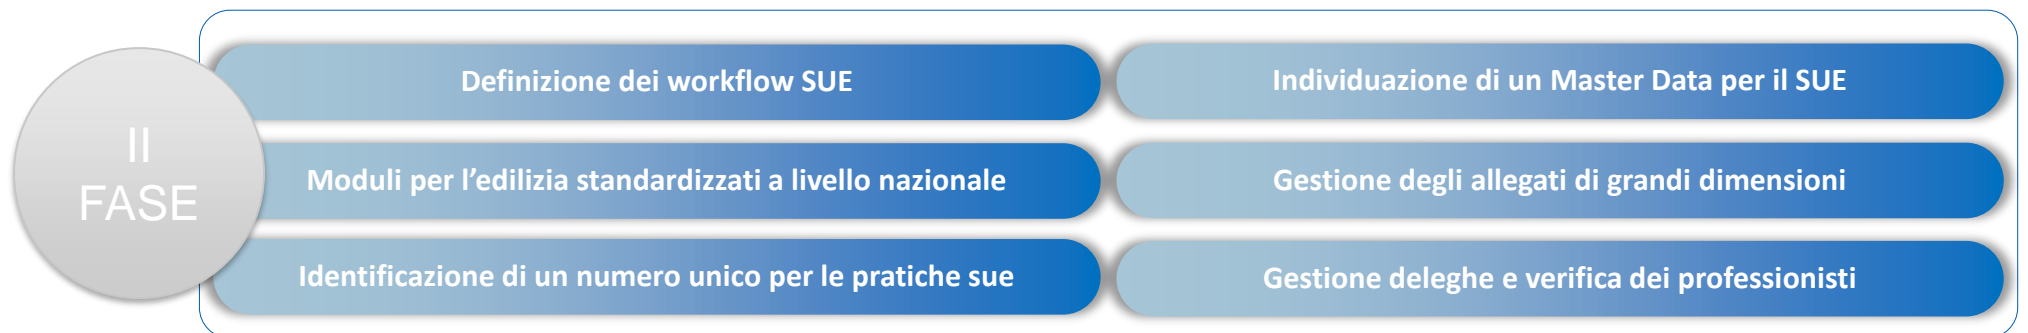 II
FASE
Definizione dei workflow SUE
Moduli per l’edilizia standardizzati a livello nazionale
Identificazione di un numero unico per le pratiche sue
Individuazione di un Master Data per il SUE
Gestione degli allegati di grandi dimensioni
Gestione deleghe e verifica dei professionisti